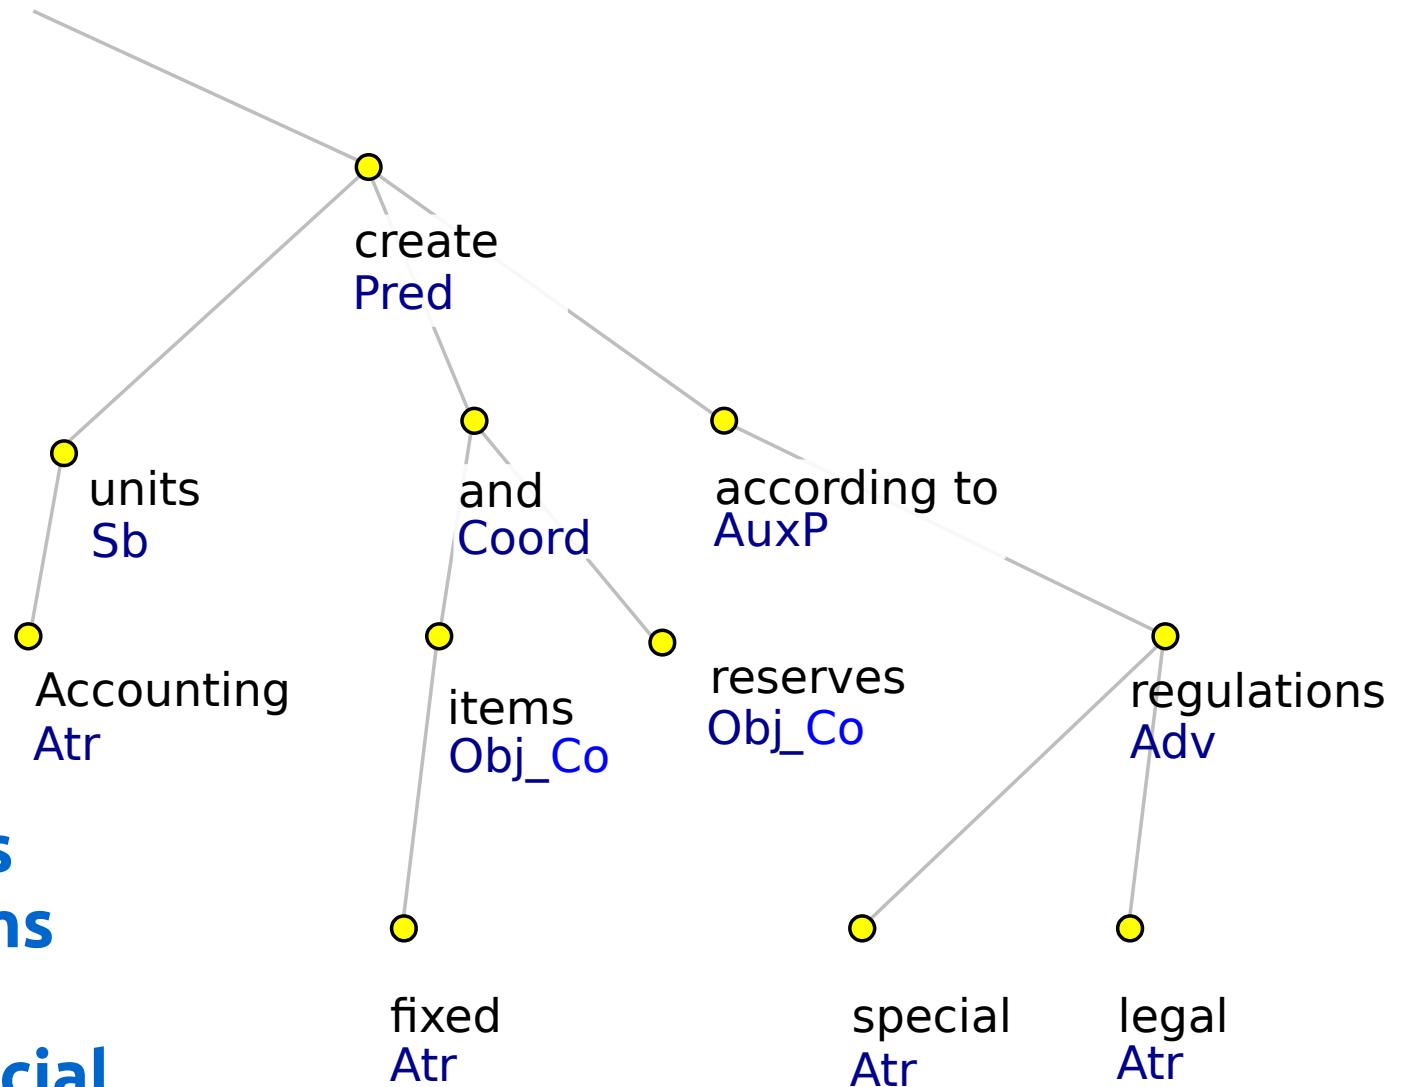 create
Pred
units
Sb
and
Coord
according to
AuxP
Accounting
Atr
items
Obj_Co
reserves
Obj_Co
regulations
Adv
fixed
Atr
special
Atr
legal
Atr